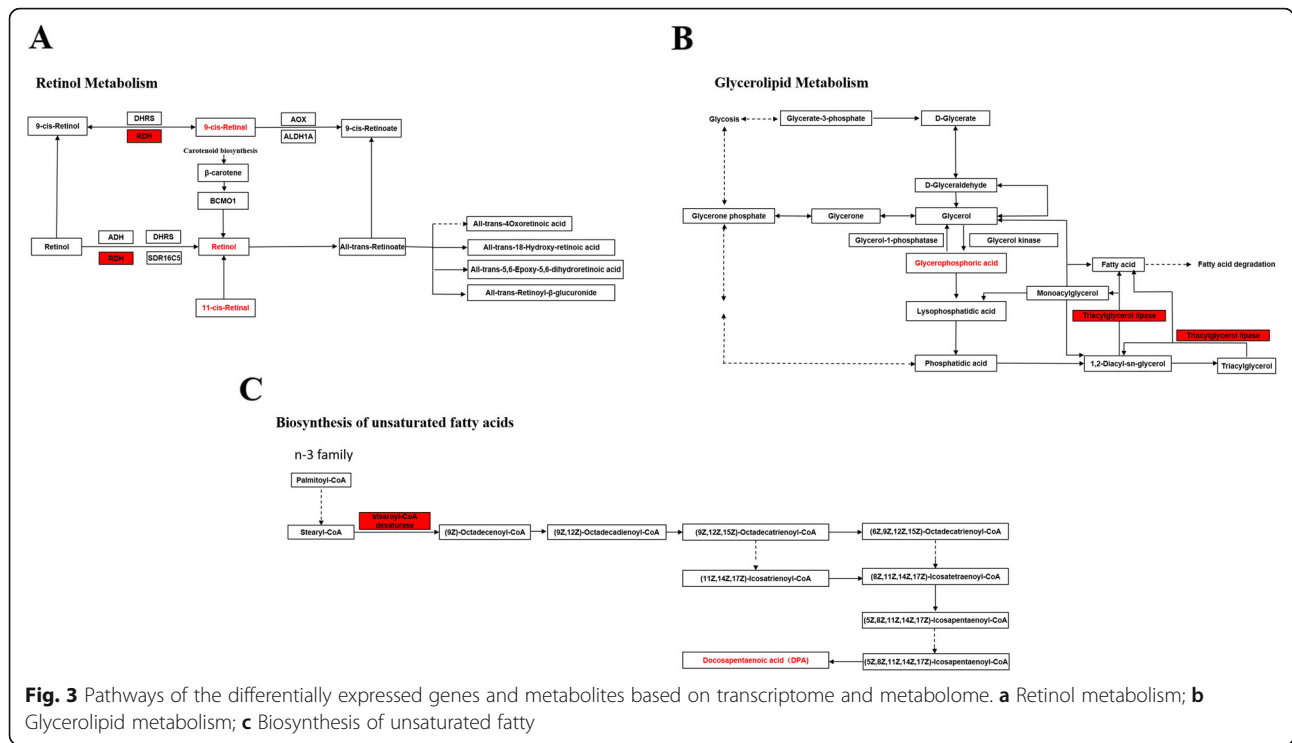 A
Retinol Metabolism
9-cis-Retinol
DHRS
RDH
9-cis-Retinal
AOX
ALDH1A
9-cis-Retinoate
Carotenoid biosynthesis
β-carotene
BCMO1
Retinol
ADH
DHRS
RDH
SDR16C5
Retinol
All-trans-Retinoate
All-trans-4Oxoretinoic acid
All-trans-18-Hydroxy-retinoic acid
All-trans-5,6-Epoxy-5,6-dihydroretinoic acid
All-trans-Retinoyl-β-glucuronide
11-cis-Retinal
B
Glycerolipid Metabolism
Glycosis
Glycerate-3-phosphate
D-Glycerate
D-Glyceraldehyde
Glycerone phosphate
Glycerone
Glycerol
Glycerol-1-phosphatase
Glycerol kinase
Glycerophosphoric acid
Fatty acid
Fatty acid degradation
Monoacylglycerol
Lysophosphatidic acid
Triacylglycerol lipase
Triacylglycerol lipase
Phosphatidic acid
1,2-Diacyl-sn-glycerol
Triacylglycerol
C
Biosynthesis of unsaturated fatty acids
n-3 family
Palmitoyl-CoA
Stearyl-CoA
stearoyl-CoA
desaturase
(9Z)-Octadecenoyl-CoA
(9Z,12Z)-Octadecadienoyl-CoA
(9Z,12Z,15Z)-Octadecatrienoyl-CoA
(6Z,9Z,12Z,15Z)-Octadecatrienoyl-CoA
(11Z,14Z,17Z)-Icosatrienoyl-CoA
(8Z,11Z,14Z,17Z)-Icosatetraenoyl-CoA
(5Z,8Z,11Z,14Z,17Z)-Icosapentaenoyl-CoA
Docosapentaenoic acid（DPA)
(5Z,8Z,11Z,14Z,17Z)-Icosapentaenoyl-CoA
Fig. 3 Pathways of the differentially expressed genes and metabolites based on transcriptome and metabolome. a Retinol metabolism; b
Glycerolipid metabolism; c Biosynthesis of unsaturated fatty